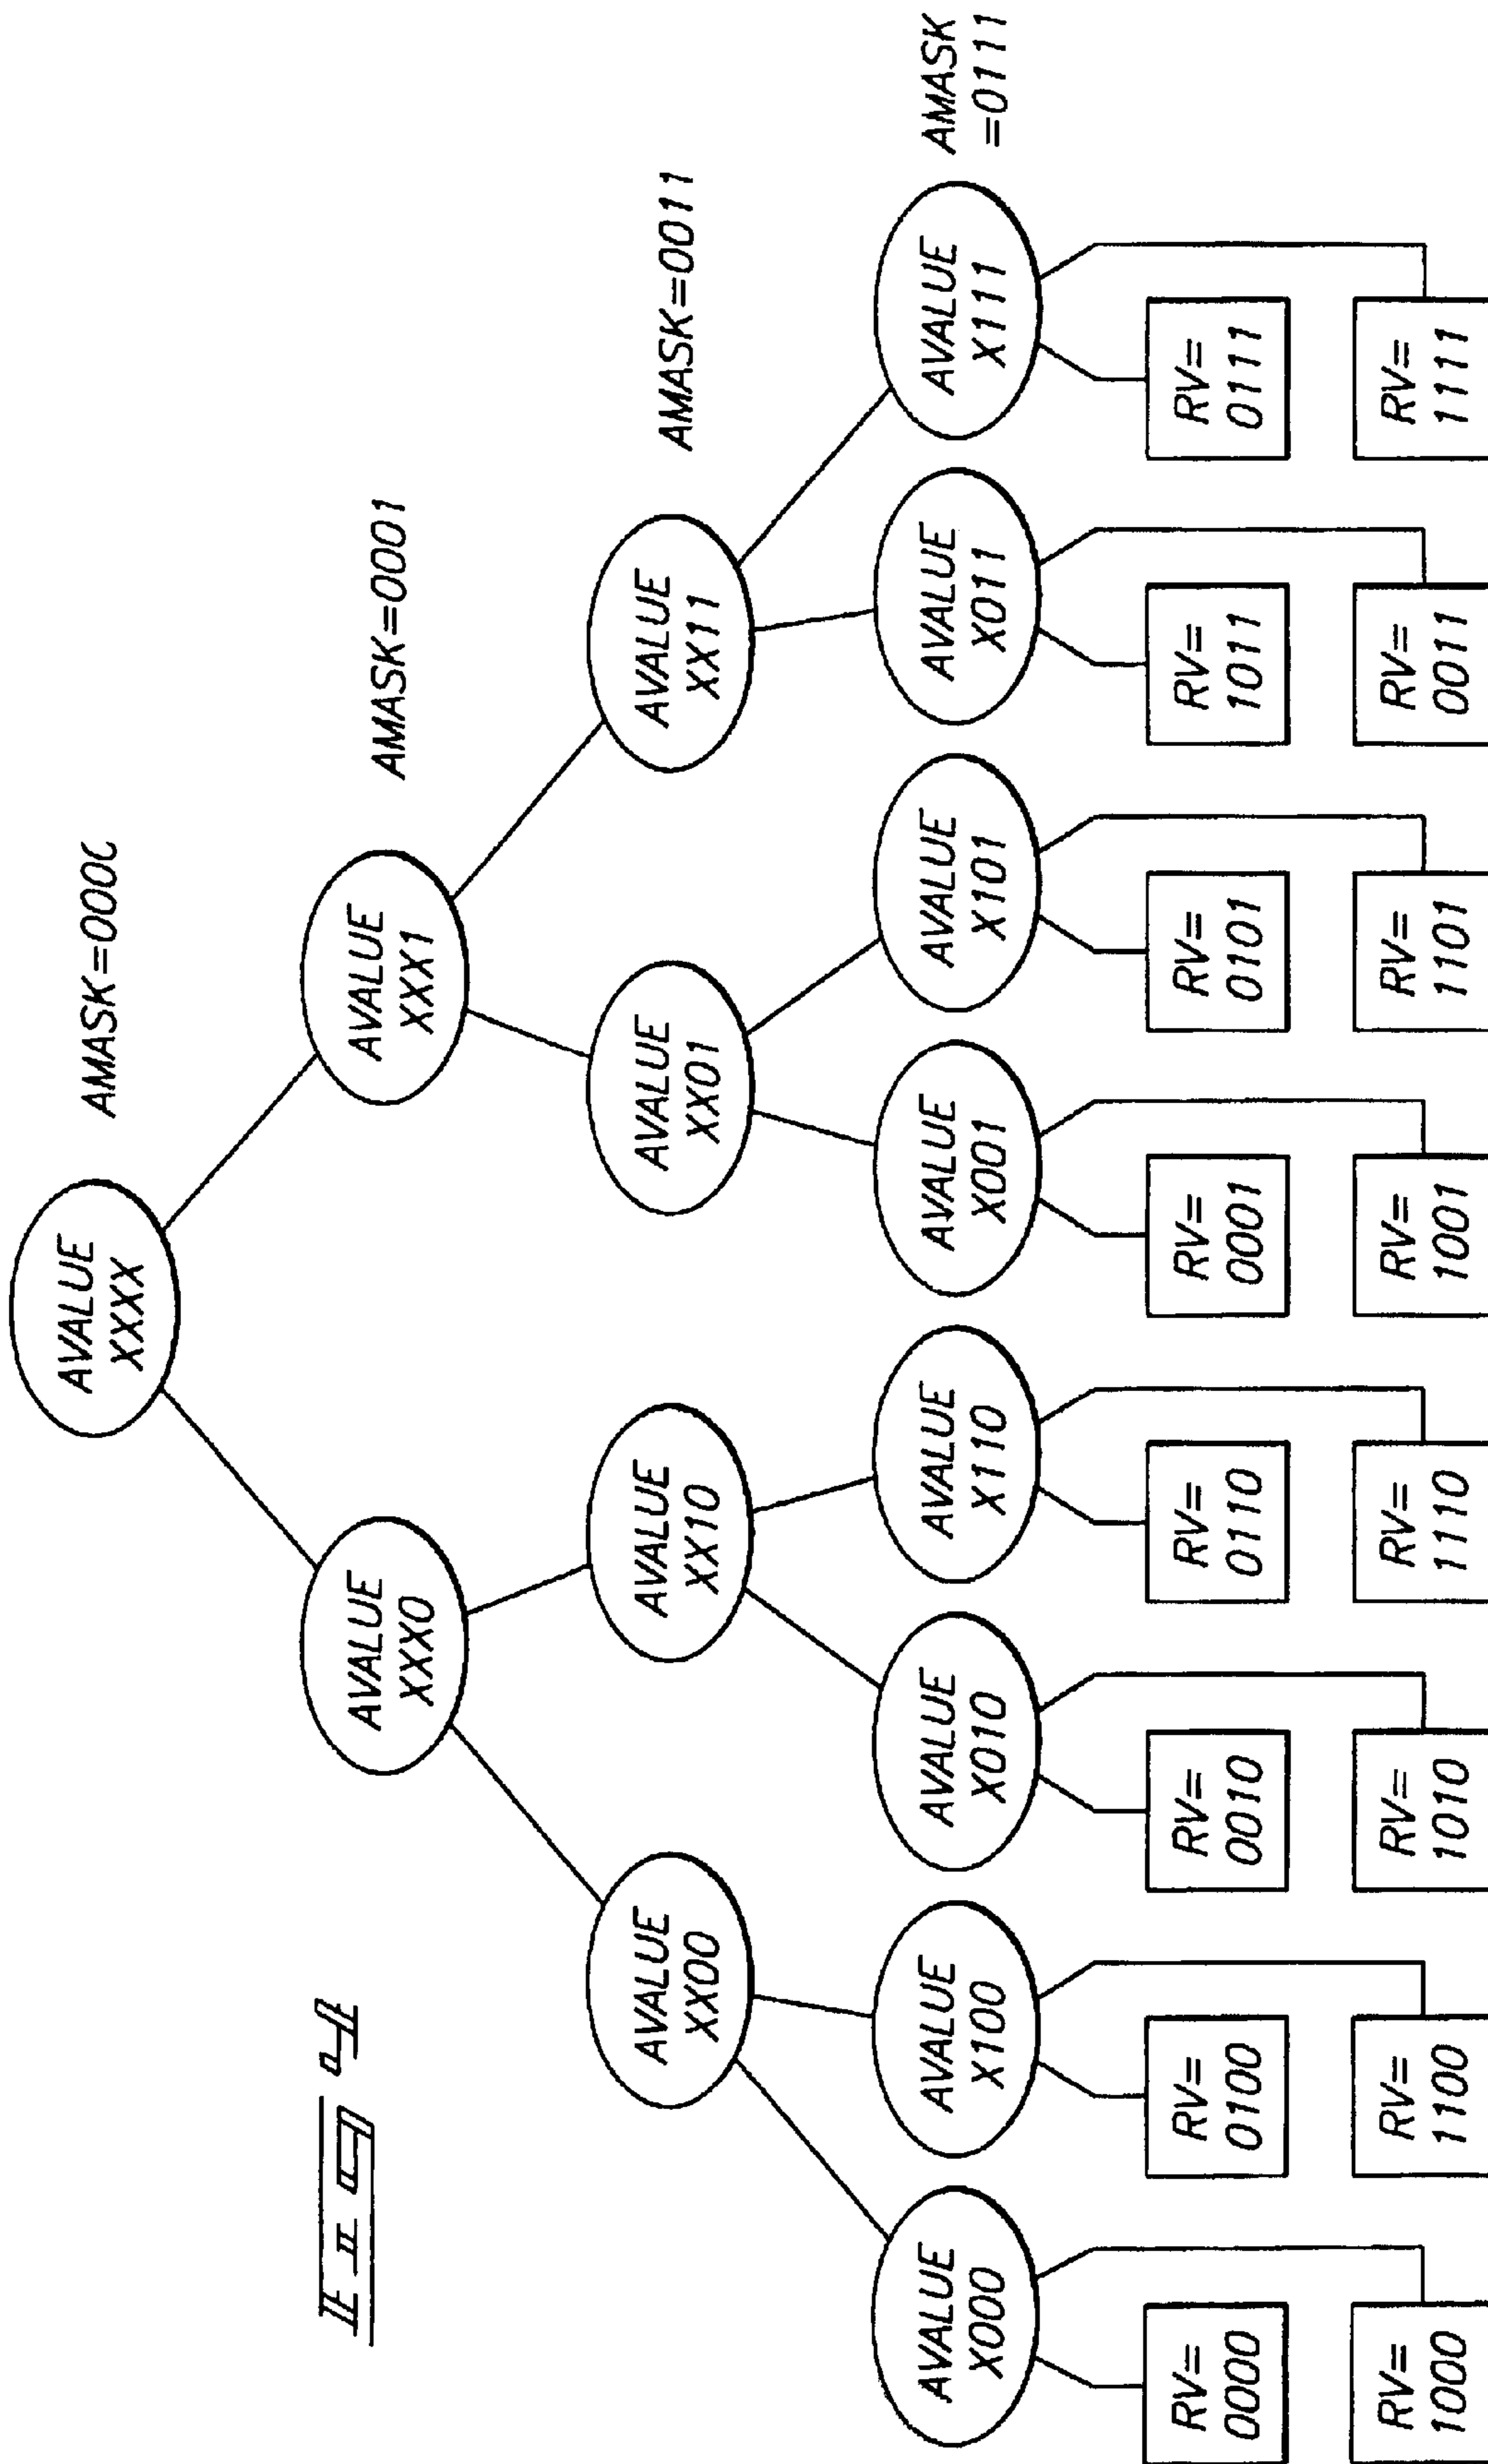 AVALUE
XXXX
AMASK=0000
FIG 4
AVALUE
XXX0
AVALUE
XXX1
AMASK=0001
AVALUE
XX00
AVALUE
XX10
AVALUE
XX01
AVALUE
XX11
AMASK=0011
AVALUE
X000
AVALUE
X100
AVALUE
X010
AVALUE
X110
AVALUE
X001
AVALUE
X101
AVALUE
X011
AVALUE
X111
AMASK
=0111
RV=
0000
RV=
0100
RV=
0010
RV=
0110
RV=
0001
RV=
0101
RV=
1011
RV=
0111
RV=
1000
RV=
1100
RV=
1010
RV=
1110
RV=
1001
RV=
1101
RV=
0011
RV=
1111